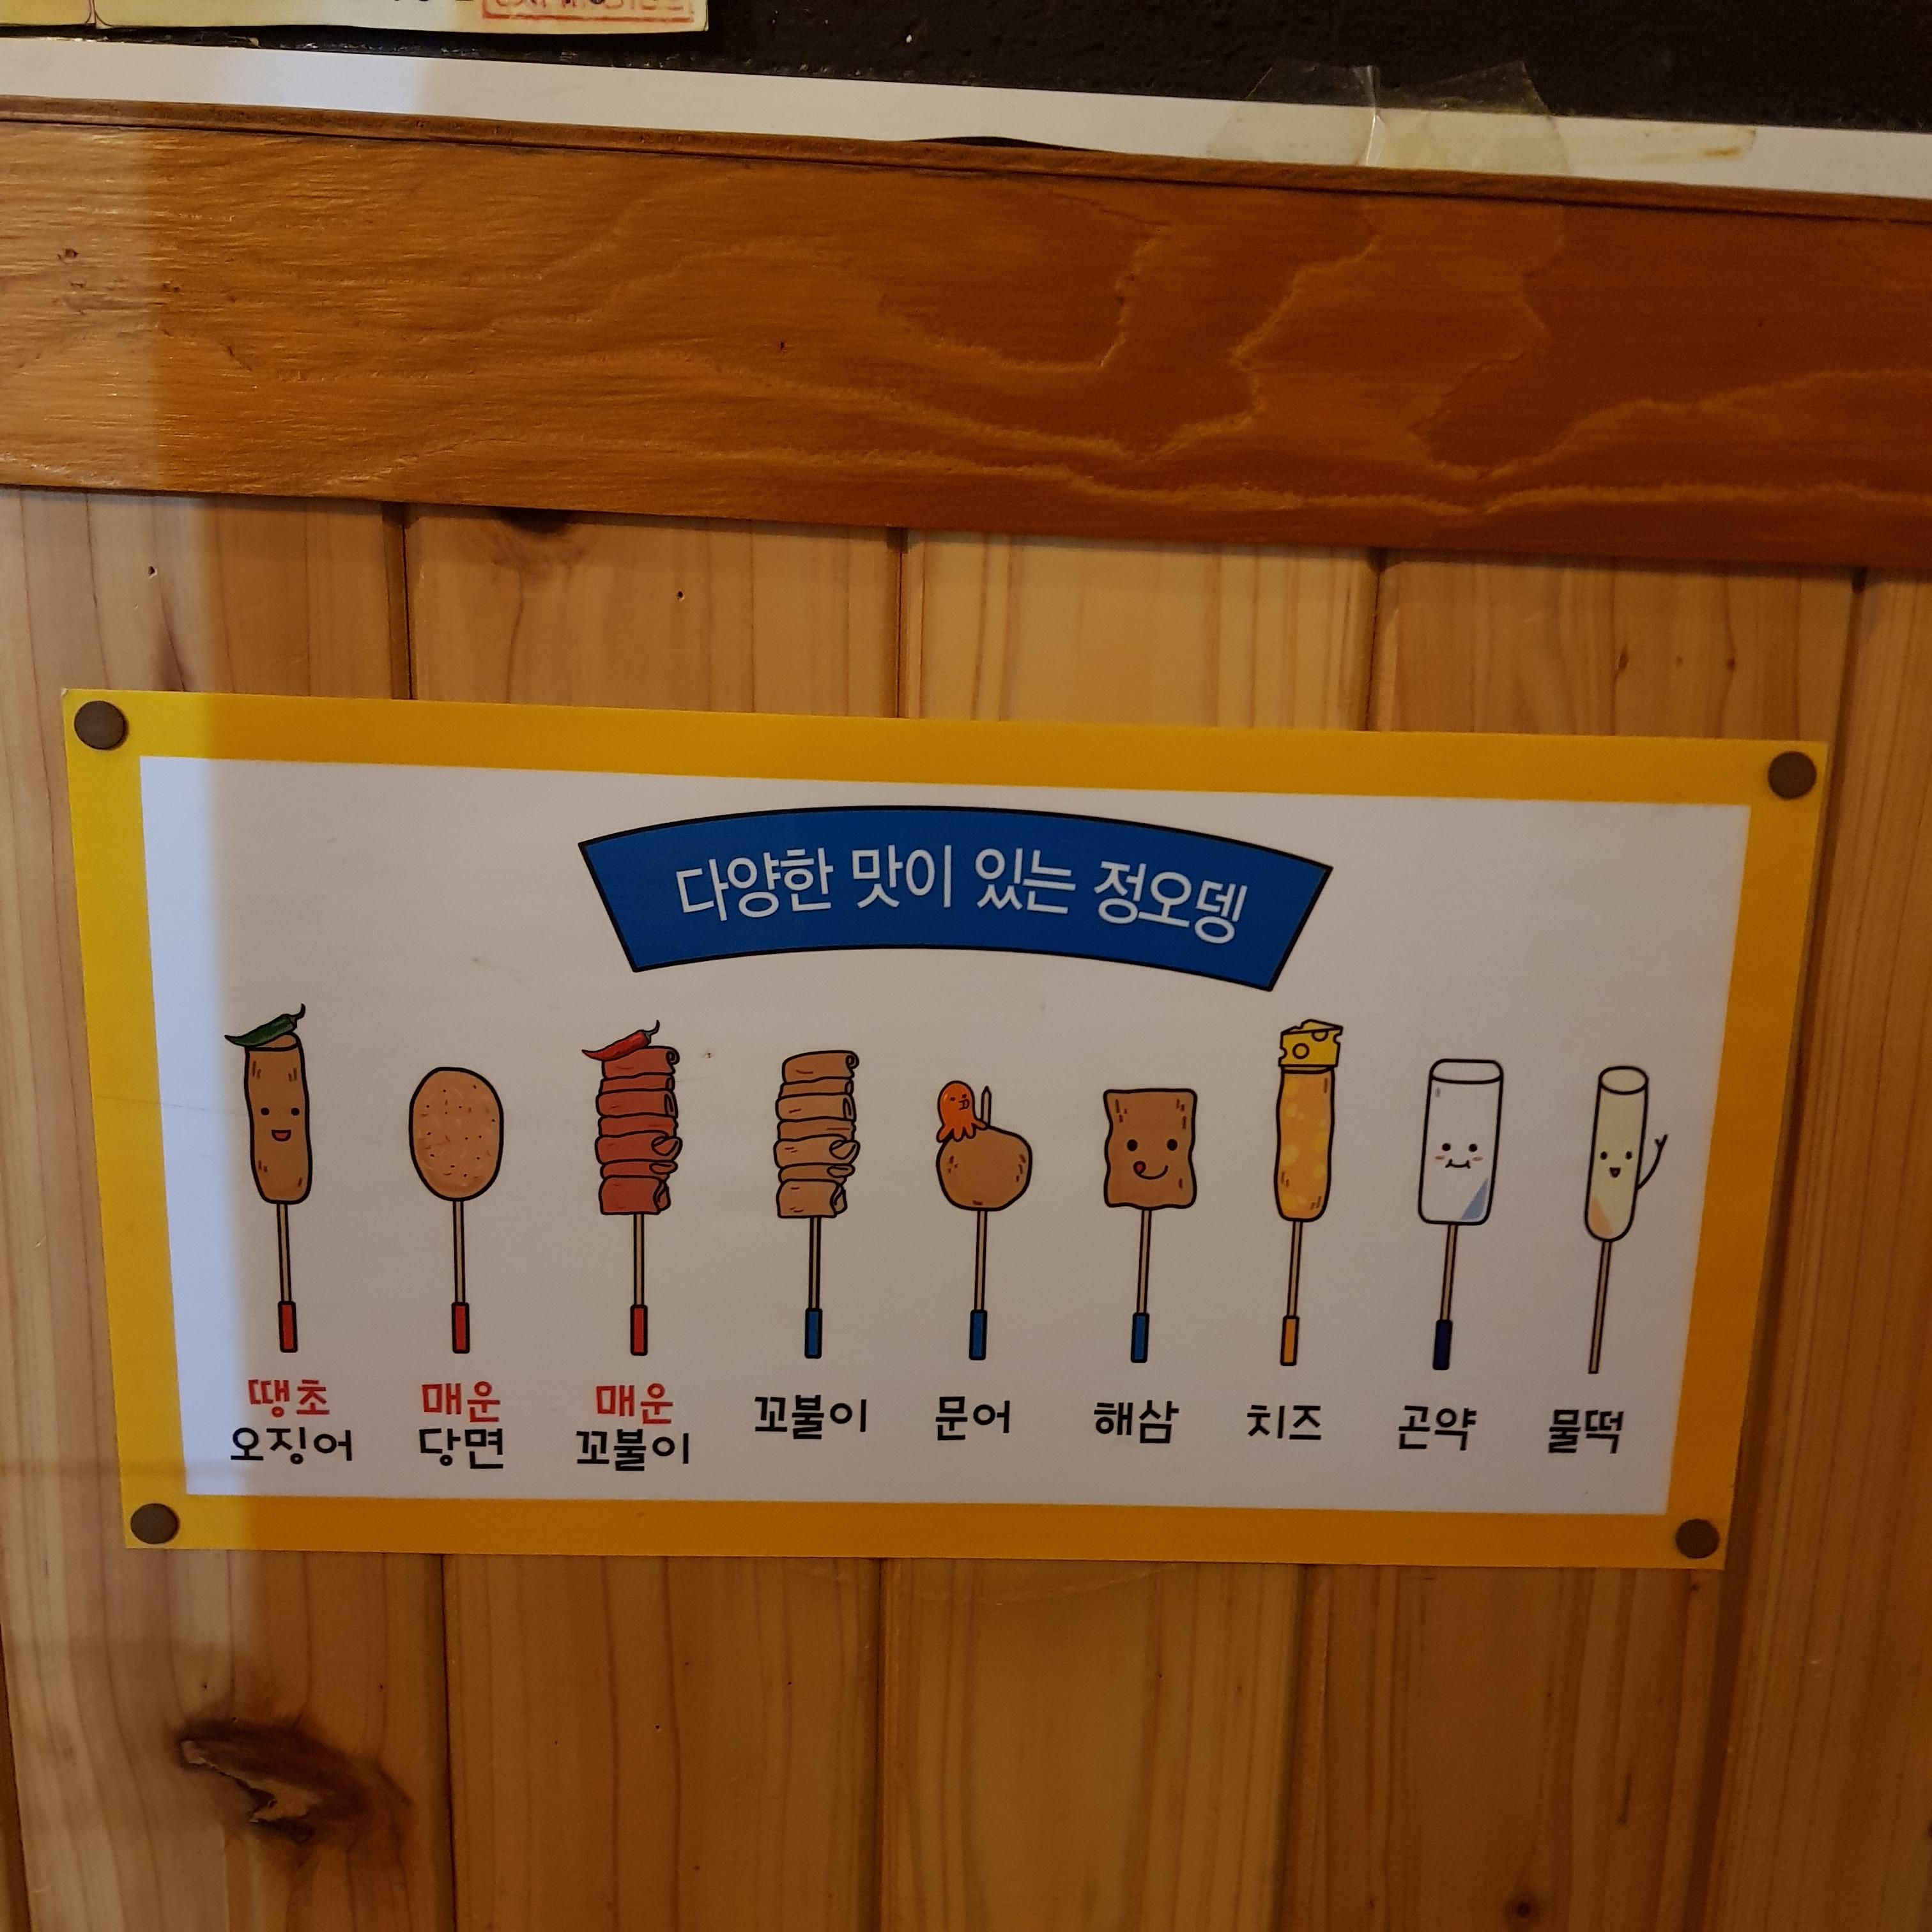 다양한 맛이 있는 정오뎅
땡초
오징어
매운
당면
매운
꼬불이
꼬불이
문어
해삼
치즈
곤약
물떡